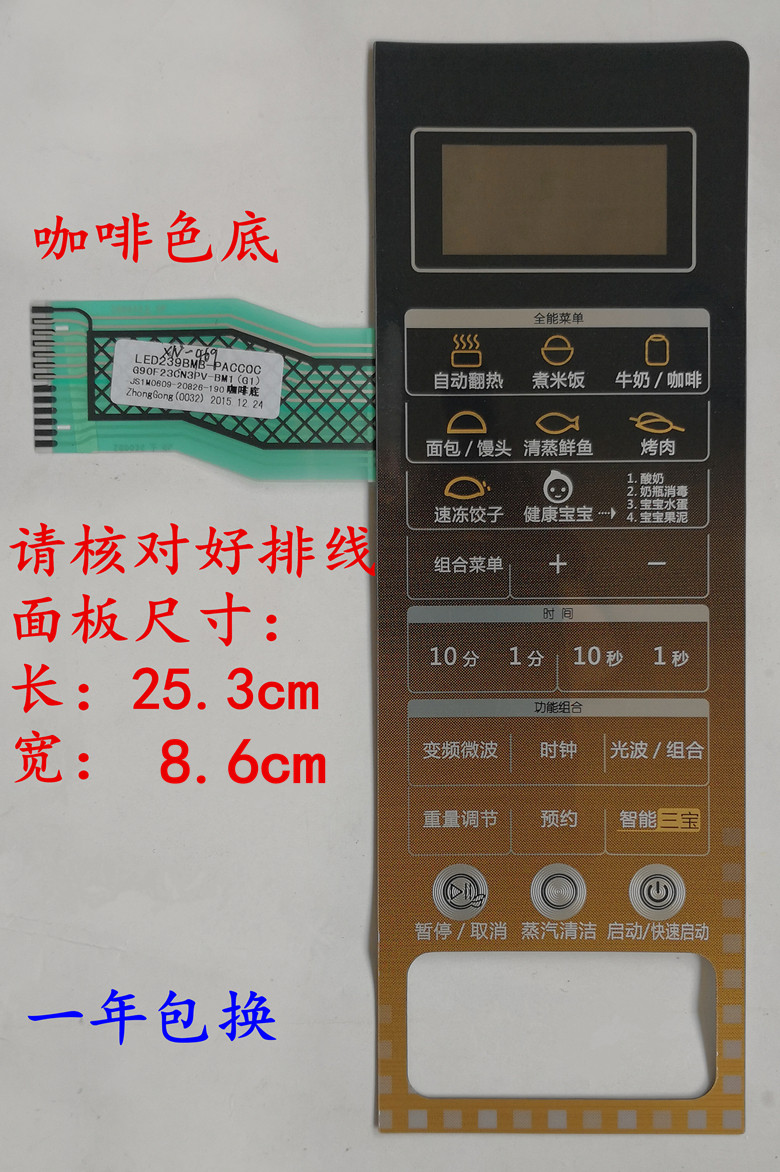 咖啡色底
XN-469
LED239BMB-PACCOC
G90F23CN3PV-BM1(G1)
JS1M0609-20826-190 咖啡底
ZhongGong(0032) 2015.12.24
请核对好排线
面板尺寸：
长：25.3cm
宽： 8.6cm
一年包换
全能菜单
自动翻热 煮米饭 牛奶/咖啡
面包/馒头 清蒸鲜鱼 烤肉
速冻饺子 健康宝宝
1. 酸奶
2. 奶瓶消毒
3. 宝宝水蛋
4. 宝宝果泥
组合菜单 + −
时间
10分 1分 10秒 1秒
功能组合
变频微波 时钟 光波/组合
重量调节 预约 智能三宝
暂停/取消 蒸汽清洁 启动/快速启动